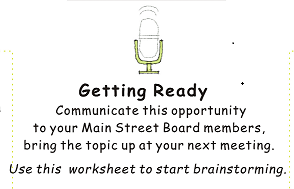 Getting Ready
Communicate this opportunity
to your Main Street Board members,
bring the topic up at your next meeting.
Use this worksheet to start brainstorming.